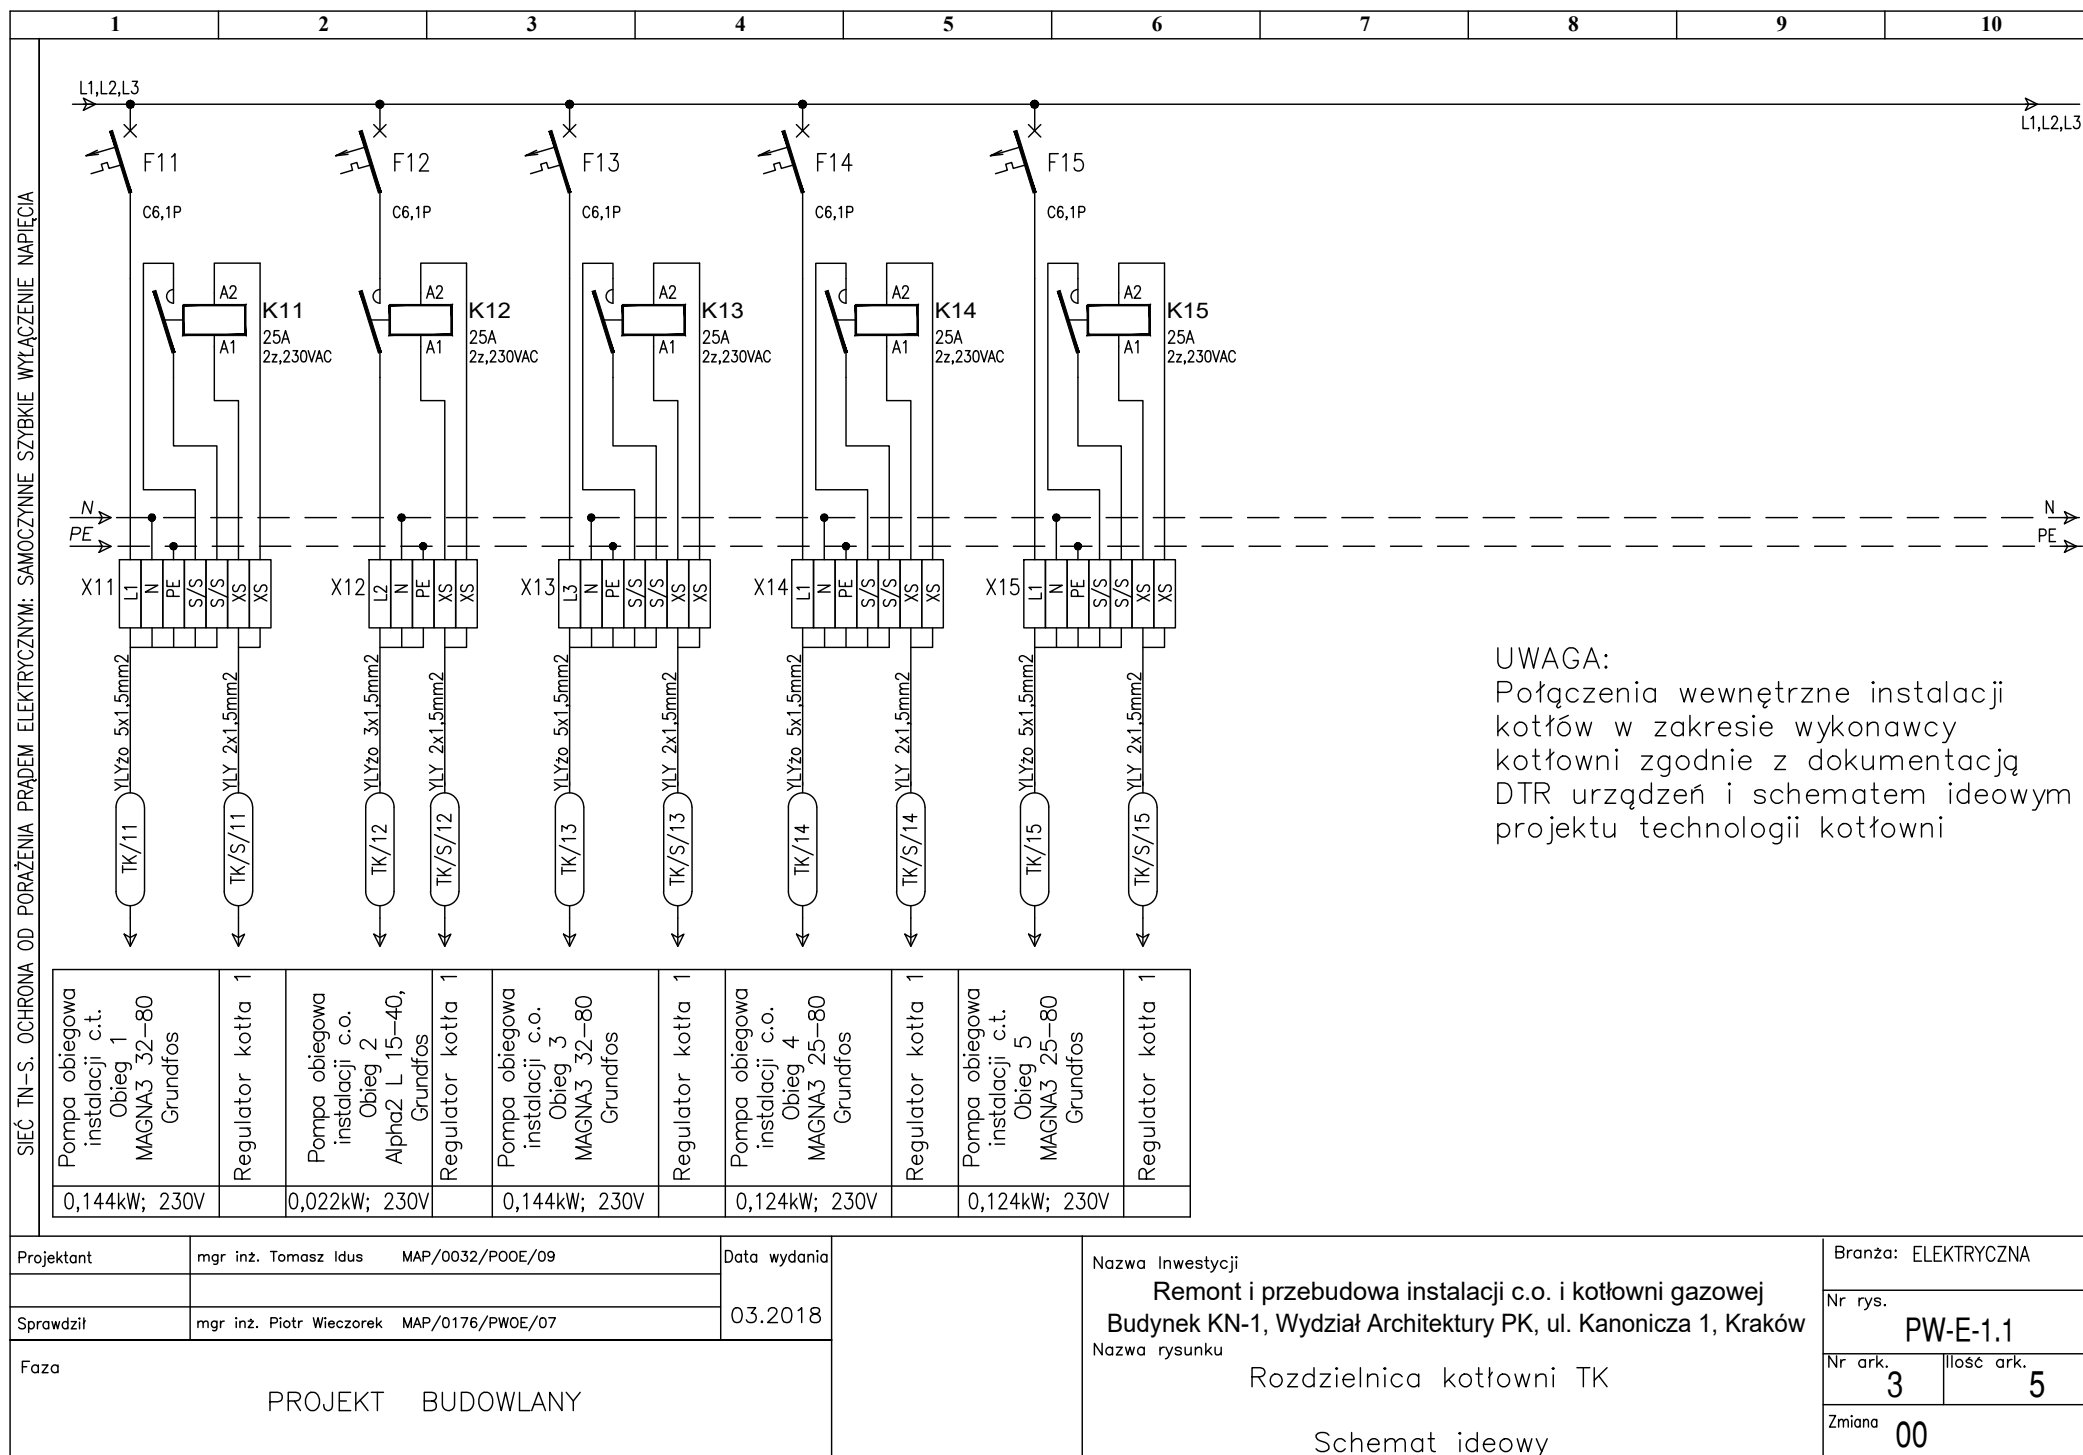 1 2 3 4 5 6 7 8 9 10
SIEĆ TN-S. OCHRONA OD PORAŻENIA PRĄDEM ELEKTRYCZNYM: SAMOCZYNNE SZYBKIE WYŁĄCZENIE NAPIĘCIA
L1,L2,L3
L1,L2,L3
F11
C6,1P
F12
C6,1P
F13
C6,1P
F14
C6,1P
F15
C6,1P
A2
K11
25A
A1
2z,230VAC
A2
K12
25A
A1
2z,230VAC
A2
K13
25A
A1
2z,230VAC
A2
K14
25A
A1
2z,230VAC
A2
K15
25A
A1
2z,230VAC
N
PE
N
PE
X11 L1 N PE S/S S/S XS XS
X12 L2 N PE XS XS
X13 L3 N PE S/S S/S XS XS
X14 L1 N PE S/S S/S XS XS
X15 L1 N PE S/S S/S XS XS
YLYżo 5x1,5mm2
YLY 2x1,5mm2
YLYżo 3x1,5mm2
YLY 2x1,5mm2
YLYżo 5x1,5mm2
YLY 2x1,5mm2
YLYżo 5x1,5mm2
YLY 2x1,5mm2
YLYżo 5x1,5mm2
YLY 2x1,5mm2
TK/11
TK/S/11
TK/12
TK/S/12
TK/13
TK/S/13
TK/14
TK/S/14
TK/15
TK/S/15
UWAGA:
Połączenia wewnętrzne instalacji
kotłów w zakresie wykonawcy
kotłowni zgodnie z dokumentacją
DTR urządzeń i schematem ideowym
projektu technologii kotłowni
Pompa obiegowa
instalacji c.t.
Obieg 1
MAGNA3 32-80
Grundfos
Regulator kotła 1
Pompa obiegowa
instalacji c.o.
Obieg 2
Alpha2 L 15-40,
Grundfos
Regulator kotła 1
Pompa obiegowa
instalacji c.o.
Obieg 3
MAGNA3 32-80
Grundfos
Regulator kotła 1
Pompa obiegowa
instalacji c.o.
Obieg 4
MAGNA3 25-80
Grundfos
Regulator kotła 1
Pompa obiegowa
instalacji c.t.
Obieg 5
MAGNA3 25-80
Grundfos
Regulator kotła 1
0,144kW; 230V
0,022kW; 230V
0,144kW; 230V
0,124kW; 230V
0,124kW; 230V
Projektant
mgr inż. Tomasz Idus MAP/0032/POOE/09
Sprawdził
mgr inż. Piotr Wieczorek MAP/0176/PWOE/07
Data wydania
03.2018
Faza
PROJEKT BUDOWLANY
Nazwa Inwestycji
Remont i przebudowa instalacji c.o. i kotłowni gazowej
Budynek KN-1, Wydział Architektury PK, ul. Kanonicza 1, Kraków
Nazwa rysunku
Rozdzielnica kotłowni TK
Schemat ideowy
Branża: ELEKTRYCZNA
Nr rys.
PW-E-1.1
Nr ark.
3
Ilość ark.
5
Zmiana
00